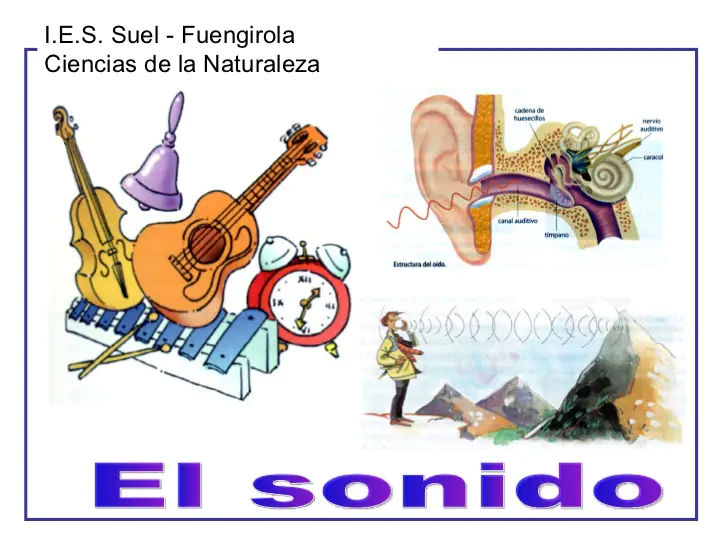 I.E.S. Suel - Fuengirola
Ciencias de la Naturaleza
cadena de
huesecillos
nervio
auditivo
caracol
canal auditivo
tímpano
Estructura del oído.
El sonido